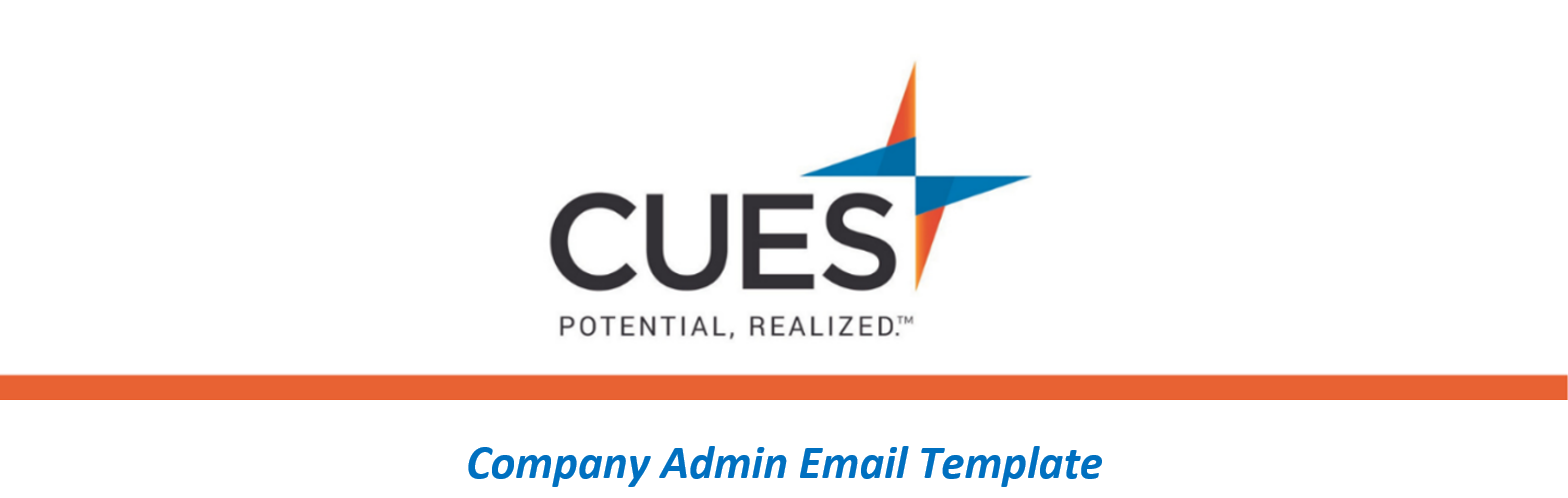 CUES
POTENTIAL, REALIZED.™
Company Admin Email Template